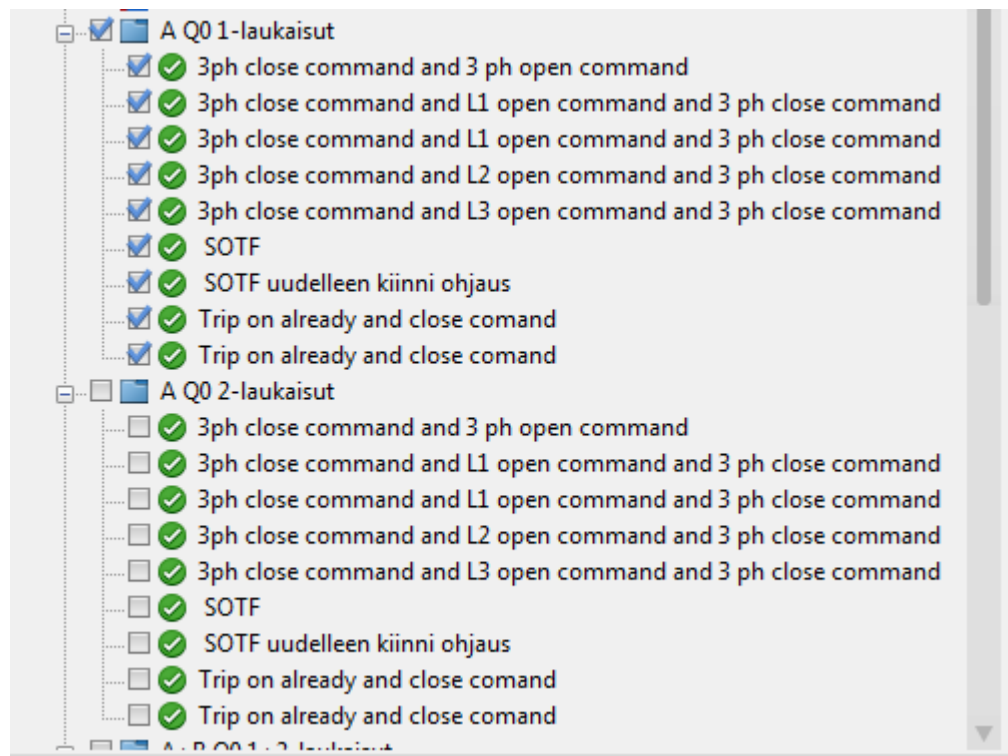 A Q0 1-laukaisut
3ph close command and 3 ph open command
3ph close command and L1 open command and 3 ph close command
3ph close command and L1 open command and 3 ph close command
3ph close command and L2 open command and 3 ph close command
3ph close command and L3 open command and 3 ph close command
SOTF
SOTF uudelleen kiinni ohjaus
Trip on already and close comand
Trip on already and close comand
A Q0 2-laukaisut
3ph close command and 3 ph open command
3ph close command and L1 open command and 3 ph close command
3ph close command and L1 open command and 3 ph close command
3ph close command and L2 open command and 3 ph close command
3ph close command and L3 open command and 3 ph close command
SOTF
SOTF uudelleen kiinni ohjaus
Trip on already and close comand
Trip on already and close comand